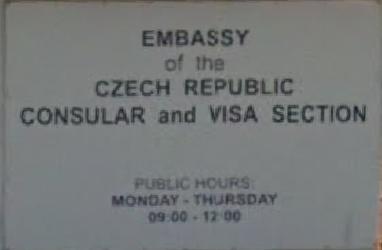 EMBASSY
of the
CZECH REPUBLIC
CONSULAR and VISA SECTION
PUBLIC HOURS:
MONDAY - THURSDAY
09:00 - 12:00